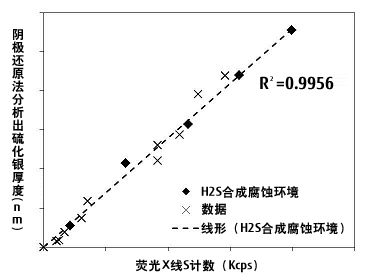 阴极还原法分析出硫化银厚度(nm)
R²=0.9956
H2S合成腐蚀环境
数据
线形(H2S合成腐蚀环境)
荧光X线S计数(Kcps)